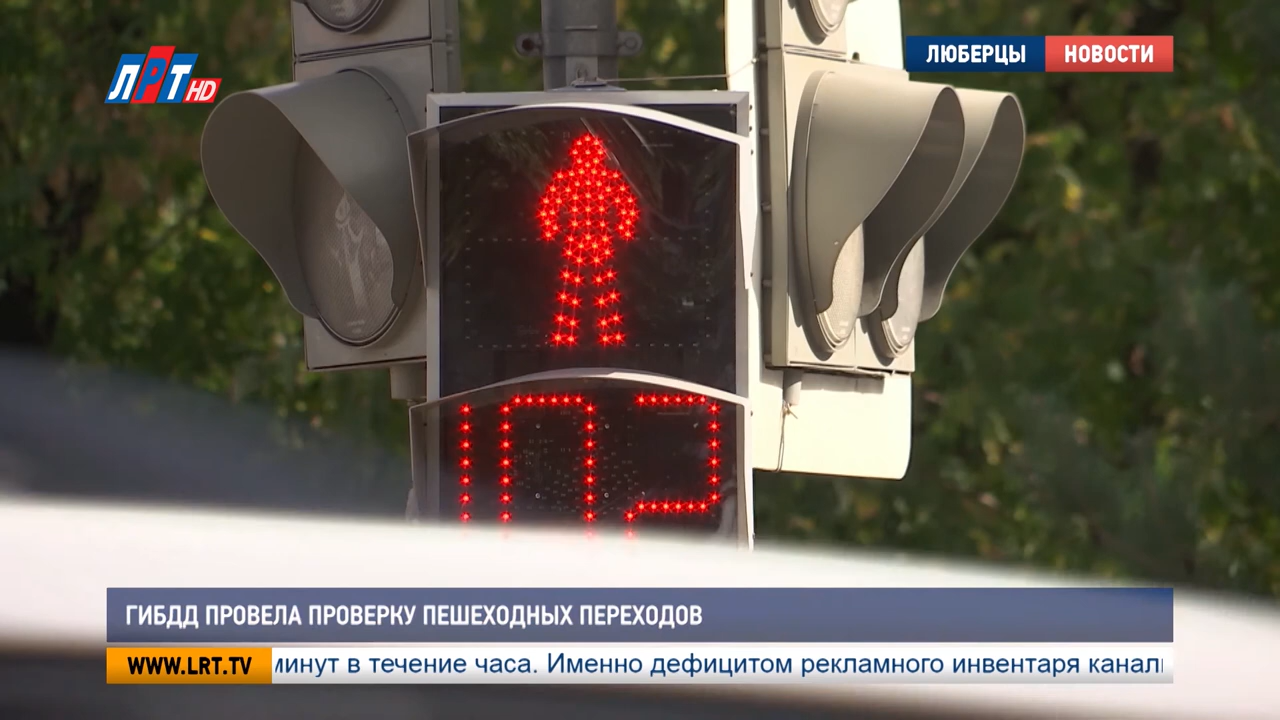 ЛРТ HD
ЛЮБЕРЦЫ НОВОСТИ
ГИБДД ПРОВЕЛА ПРОВЕРКУ ПЕШЕХОДНЫХ ПЕРЕХОДОВ
WWW.LRT.TV минут в течение часа. Именно дефицитом рекламного инвентаря канал